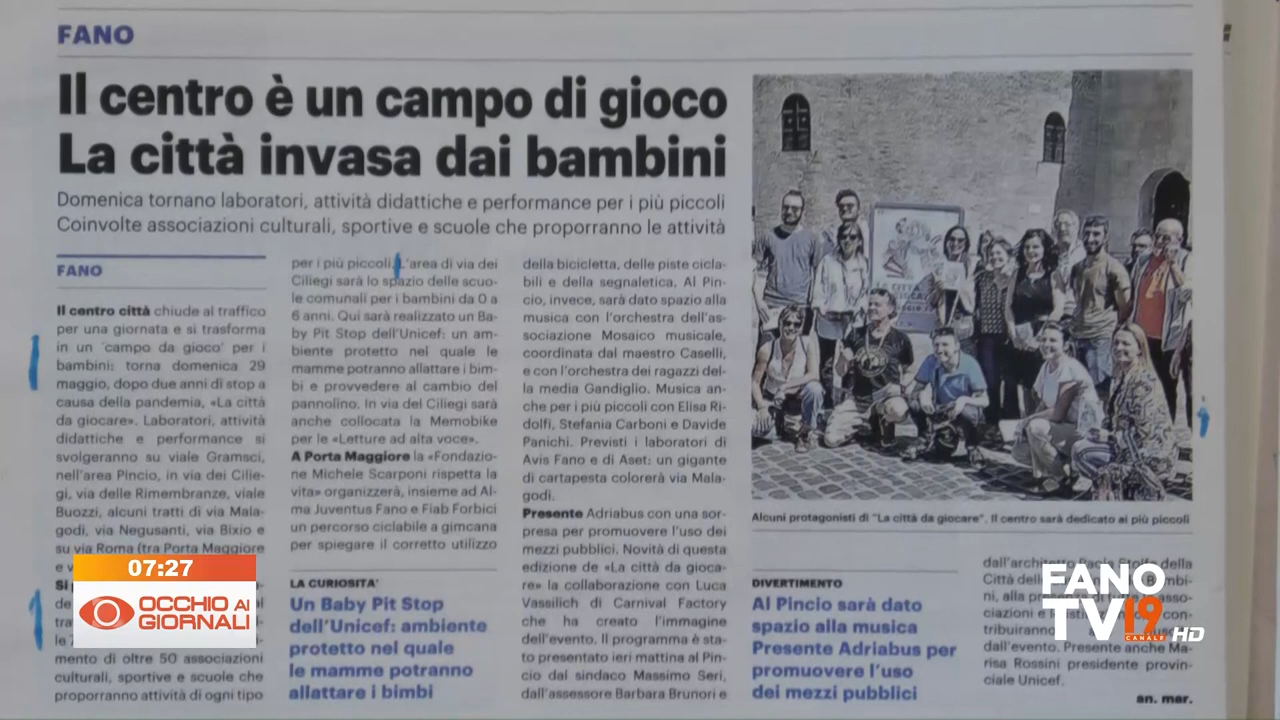 FANO
Il centro è un campo di gioco
La città invasa dai bambini
Domenica tornano laboratori, attività didattiche e performance per i più piccoli
Coinvolte associazioni culturali, sportive e scuole che proporranno le attività
FANO
Il centro città chiude al traffico
per una giornata e si trasforma
in un 'campo da gioco' per i
bambini: torna domenica 29
maggio, dopo due anni di stop a
causa della pandemia, «La città
da giocare». Laboratori, attività
didattiche e performance si
svolgeranno su viale Gramsci,
nell'area Pincio, in via dei Cilie-
gi, via delle Rimembranze, viale
Buozzi, alcuni tratti di via Mala-
godi, via Negusanti, via Bixio e
su via Roma (tra Porta Maggiore
mento di oltre 50 associazioni
culturali, sportive e scuole che
proporranno attività di ogni tipo
per i più piccoli. L'area di via dei
Ciliegi sarà lo spazio delle scuo-
le comunali per i bambini da 0 a
6 anni. Qui sarà realizzato un Ba-
by Pit Stop dell'Unicef: un am-
biente protetto nel quale le
mamme potranno allattare i bim-
bi e provvedere al cambio del
pannolino. In via del Ciliegi sarà
anche collocata la Memobike
per le «Letture ad alta voce».
A Porta Maggiore la «Fondazio-
ne Michele Scarponi rispetta la
vita» organizzerà, insieme ad Al-
ma Juventus Fano e Fiab Forbici
un percorso ciclabile a gimcana
per spiegare il corretto utilizzo
LA CURIOSITA'
Un Baby Pit Stop
dell'Unicef: ambiente
protetto nel quale
le mamme potranno
allattare i bimbi
della bicicletta, delle piste cicla-
bili e della segnaletica. Al Pin-
cio, invece, sarà dato spazio alla
musica con l'orchestra dell'as-
sociazione Mosaico musicale,
coordinata dal maestro Caselli,
e con l'orchestra dei ragazzi del-
la media Gandiglio. Musica an-
che per i più piccoli con Elisa Ri-
dolfi, Stefania Carboni e Davide
Panichi. Previsti i laboratori di
Avis Fano e di Aset: un gigante
di cartapesta colorerà via Mala-
godi.
Presente Adriabus con una sor-
presa per promuovere l'uso dei
mezzi pubblici. Novità di questa
edizione de «La città da gioca-
re» la collaborazione con Luca
Vassilich di Carnival Factory
che ha creato l'immagine
dell'evento. Il programma è sta-
to presentato ieri mattina al Pin-
cio dal sindaco Massimo Seri,
dall'assessore Barbara Brunori e
Alcuni protagonisti di "La città da giocare". Il centro sarà dedicato ai più piccoli
DIVERTIMENTO
Al Pincio sarà dato
spazio alla musica
Presente Adriabus per
promuovere l'uso
dei mezzi pubblici
dall'architetto della
Città
ni, alla
ciazioni e
tribuiranno
dall'evento. Presente anche Ma-
risa Rossini presidente provin-
ciale Unicef.
an. mar.
07:27
OCCHIO AI
GIORNALI
FANO
TV 19
CANALE HD